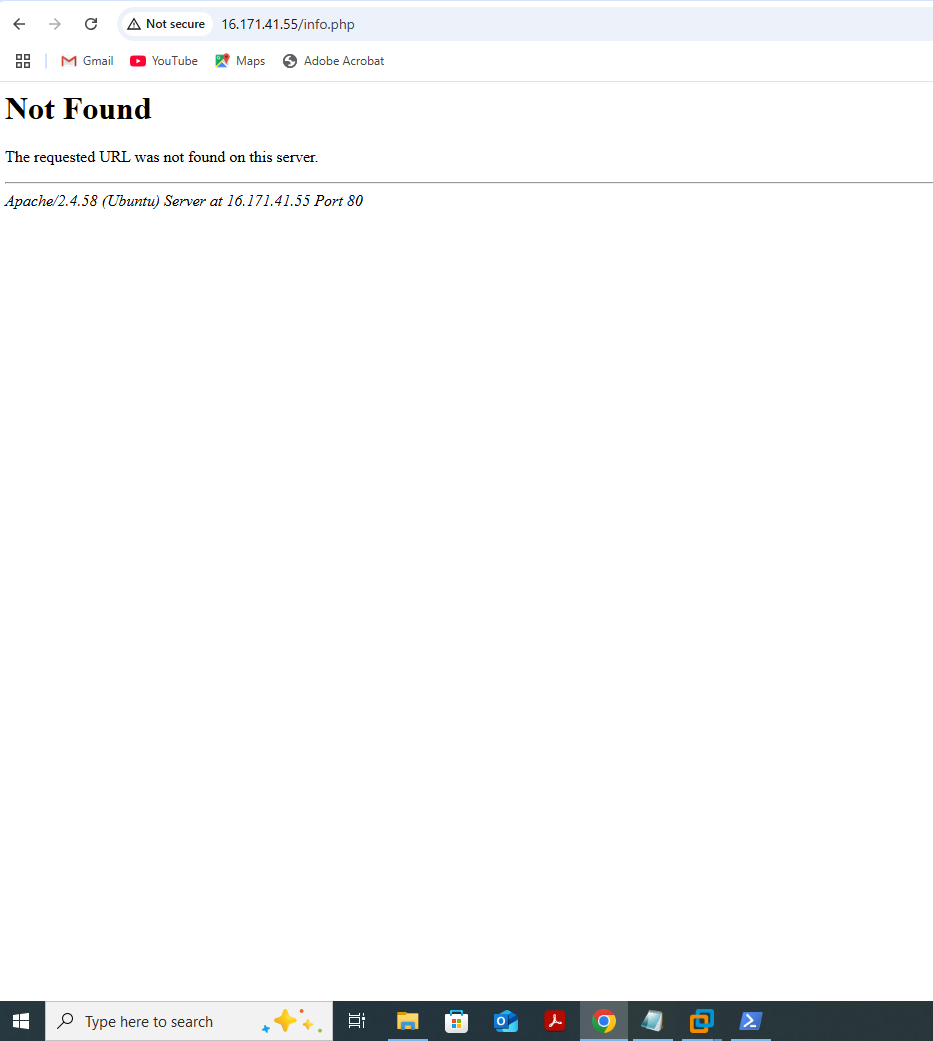 Not secure 16.171.41.55/info.php
Gmail YouTube Maps Adobe Acrobat
Not Found
The requested URL was not found on this server.
Apache/2.4.58 (Ubuntu) Server at 16.171.41.55 Port 80
Type here to search